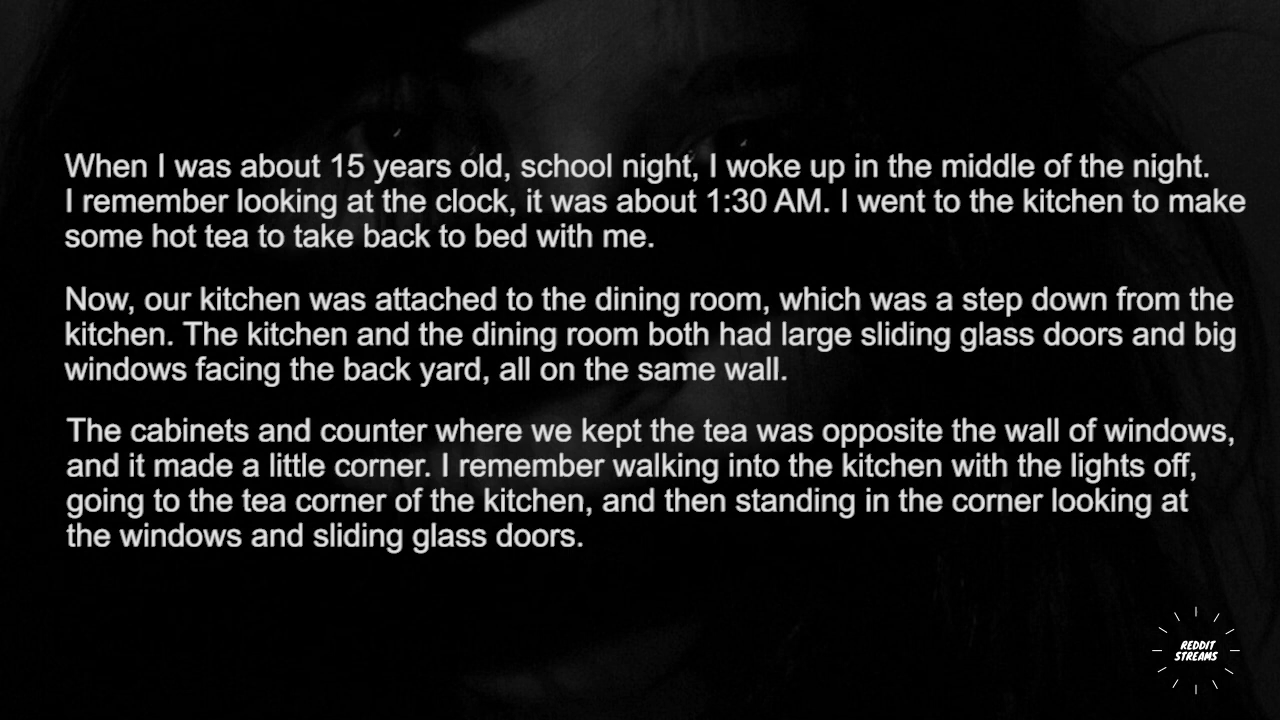 When I was about 15 years old, school night, I woke up in the middle of the night.
I remember looking at the clock, it was about 1:30 AM. I went to the kitchen to make
some hot tea to take back to bed with me.
Now, our kitchen was attached to the dining room, which was a step down from the
kitchen. The kitchen and the dining room both had large sliding glass doors and big
windows facing the back yard, all on the same wall.
The cabinets and counter where we kept the tea was opposite the wall of windows,
and it made a little corner. I remember walking into the kitchen with the lights off,
going to the tea corner of the kitchen, and then standing in the corner looking at
the windows and sliding glass doors.
REDDIT
STREAMS